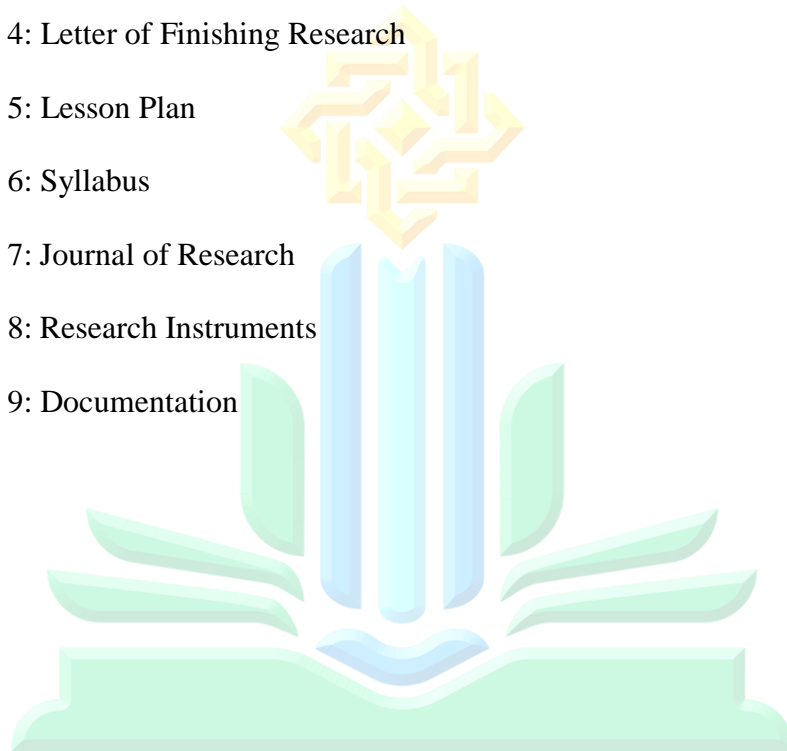 4: Letter of Finishing Research
5: Lesson Plan
6: Syllabus
7: Journal of Research
8: Research Instruments
9: Documentation